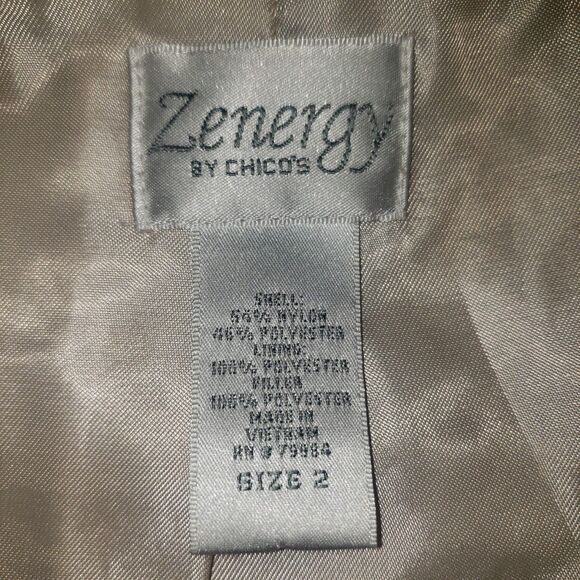 Zenergy
BY CHICO'S
SHELL:
54% NYLON
46% POLYESTER
LINING:
100% POLYESTER
FILLER
100% POLYESTER
MADE IN
VIETNAM
RN # 79984
SIZE 2